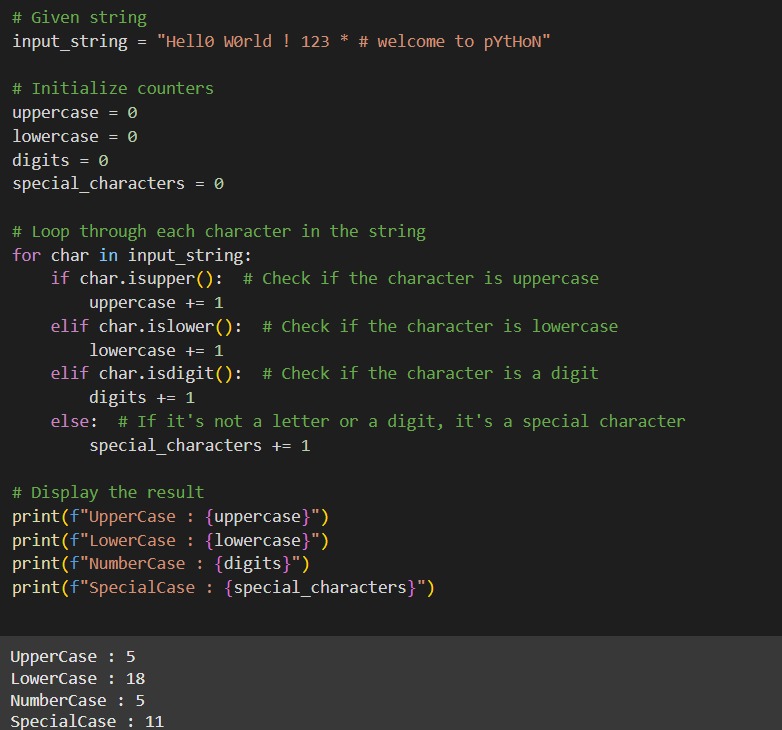 # Given string
input_string = "Hell0 W0rld ! 123 * # welcome to pYtHoN"
# Initialize counters
uppercase = 0
lowercase = 0
digits = 0
special_characters = 0
# Loop through each character in the string
for char in input_string:
    if char.isupper():  # Check if the character is uppercase
        uppercase += 1
    elif char.islower():  # Check if the character is lowercase
        lowercase += 1
    elif char.isdigit():  # Check if the character is a digit
        digits += 1
    else:  # If it's not a letter or a digit, it's a special character
        special_characters += 1
# Display the result
print(f"UpperCase : {uppercase}")
print(f"LowerCase : {lowercase}")
print(f"NumberCase : {digits}")
print(f"SpecialCase : {special_characters}")
UpperCase : 5
LowerCase : 18
NumberCase : 5
SpecialCase : 11